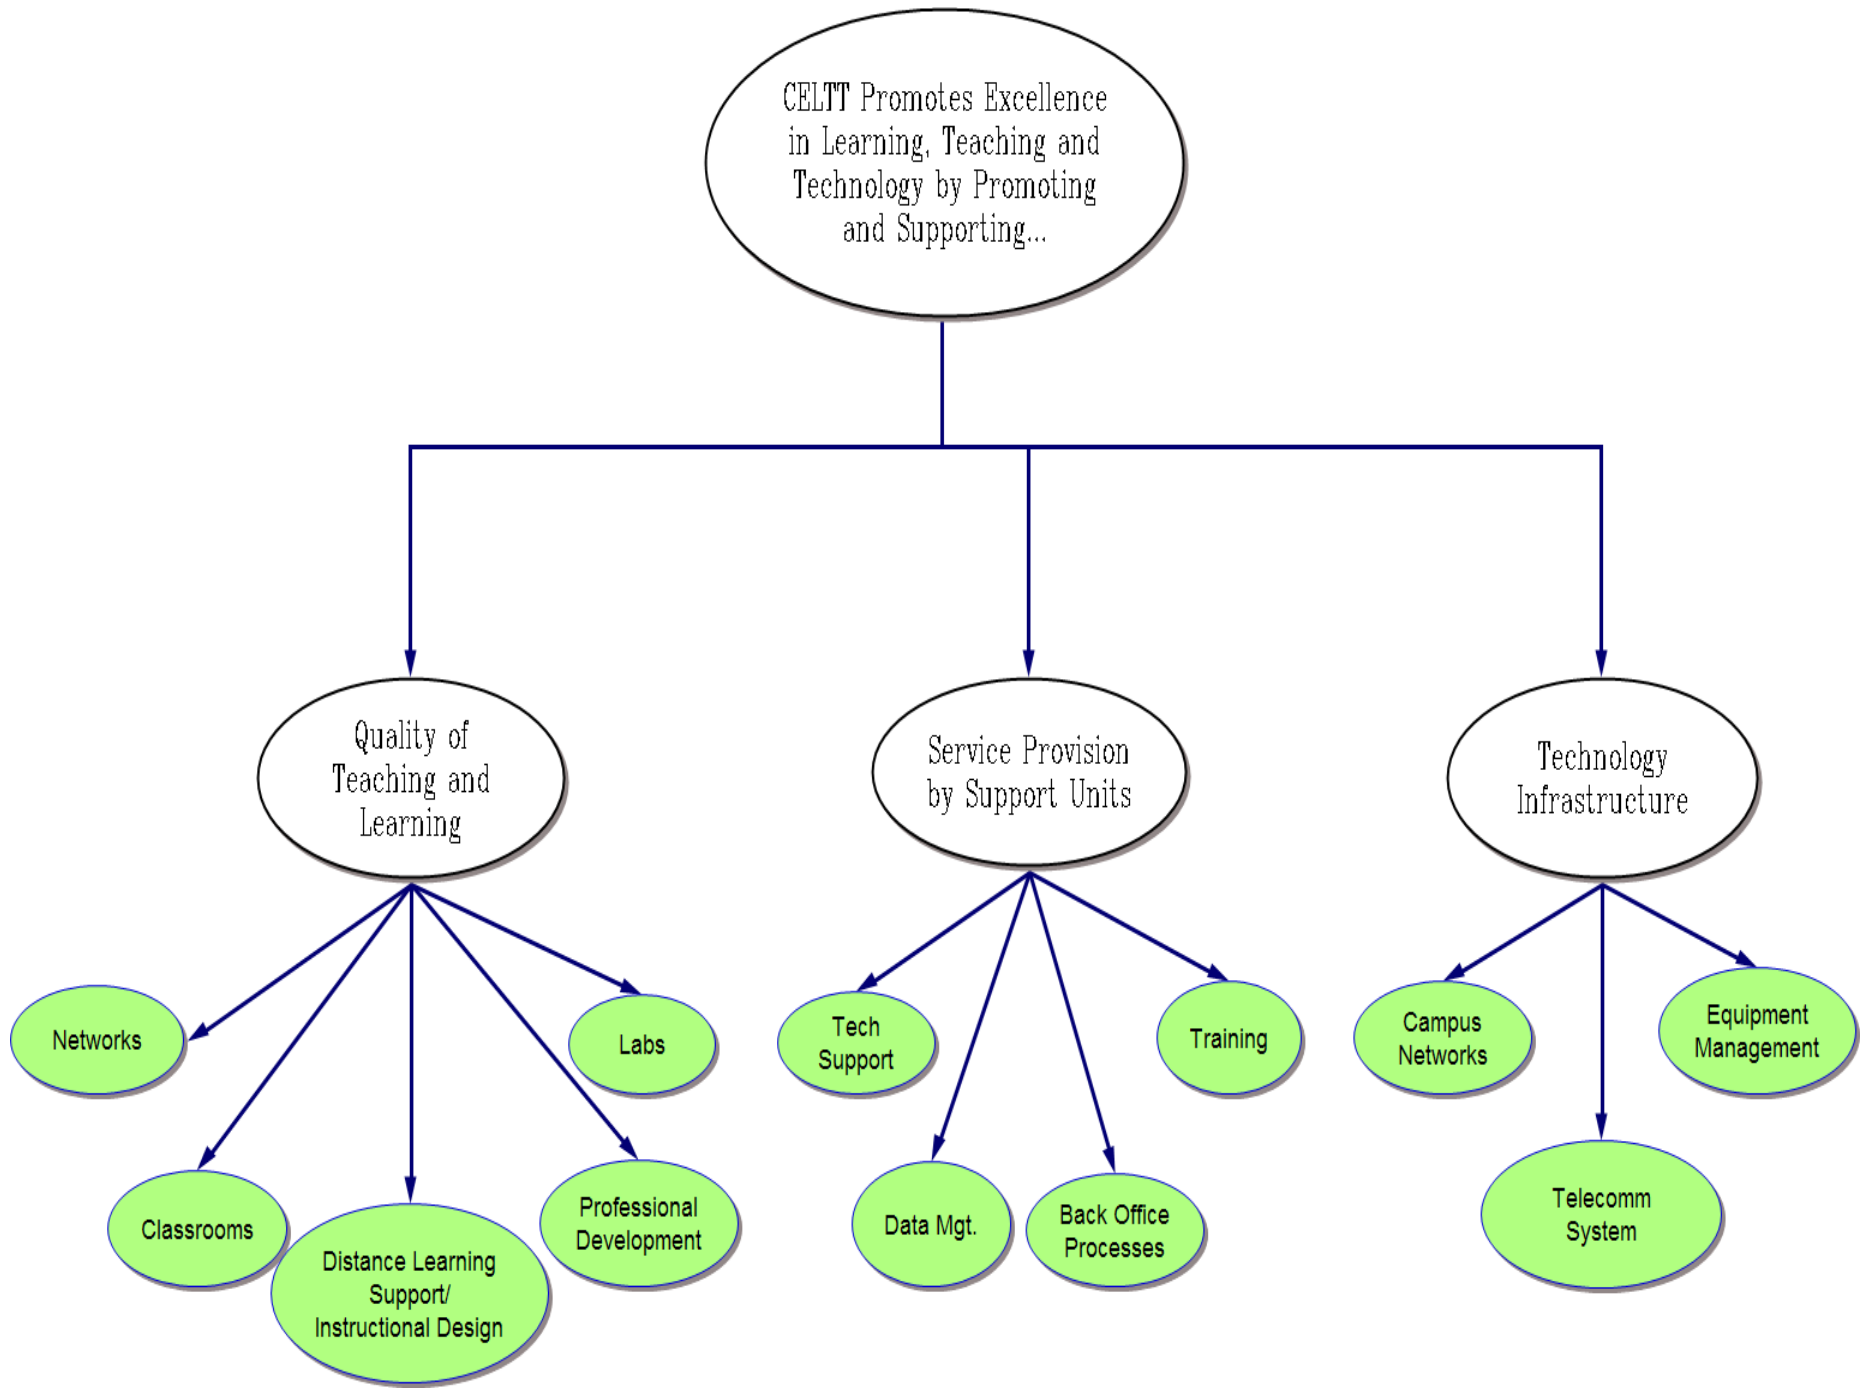 CELTT Promotes Excellence
in Learning, Teaching and
Technology by Promoting
and Supporting...
Quality of
Teaching and
Learning
Service Provision
by Support Units
Technology
Infrastructure
Networks
Classrooms
Distance Learning
Support/
Instructional Design
Professional
Development
Labs
Tech
Support
Data Mgt.
Back Office
Processes
Training
Campus
Networks
Telecomm
System
Equipment
Management